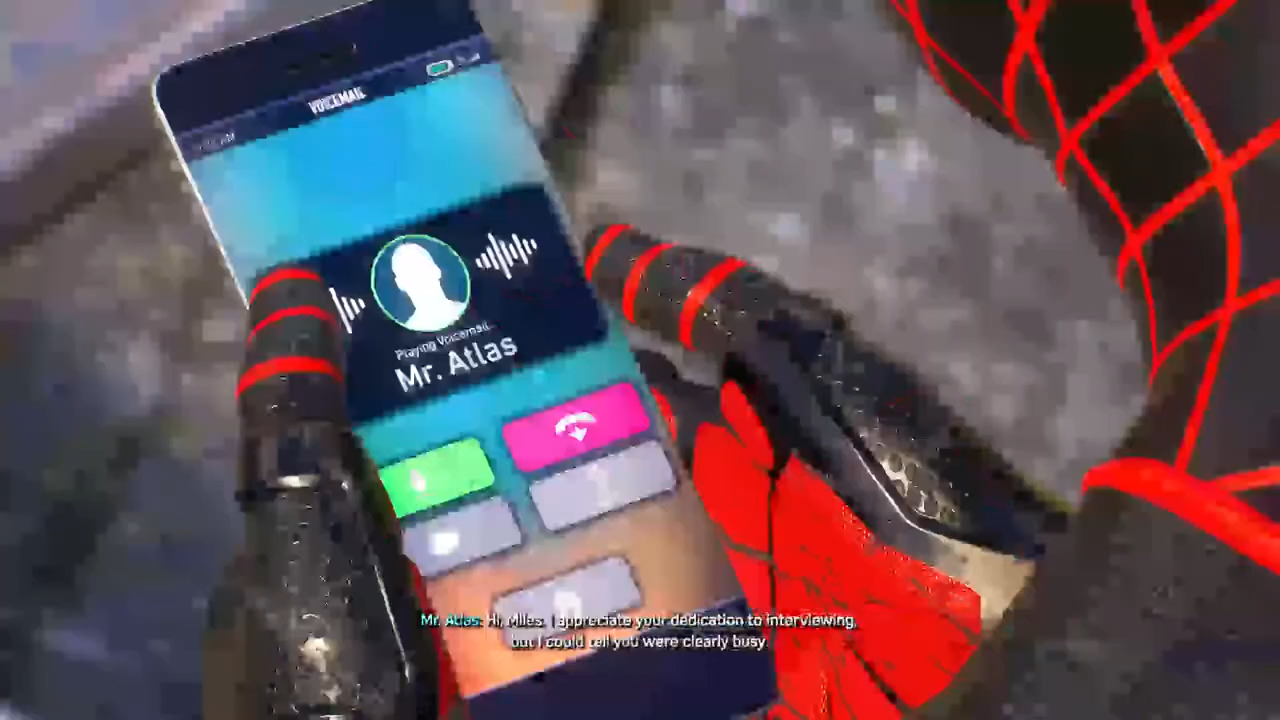 VOICEMAIL
Playing Voicemail...
Mr. Atlas
Mr. Atlas: Hi, Miles. I appreciate your dedication to interviewing,
but I could tell you were clearly busy.